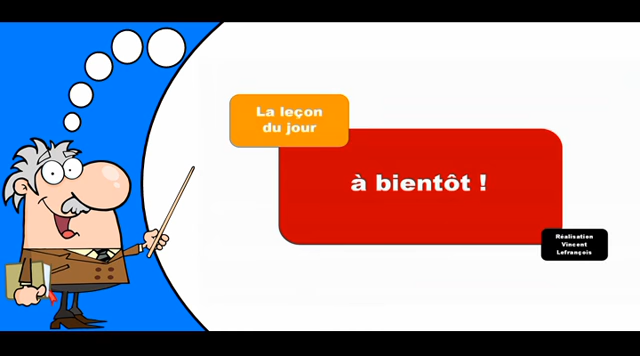 La leçon
du jour
à bientôt !
Réalisation
Vincent
Lefrançois